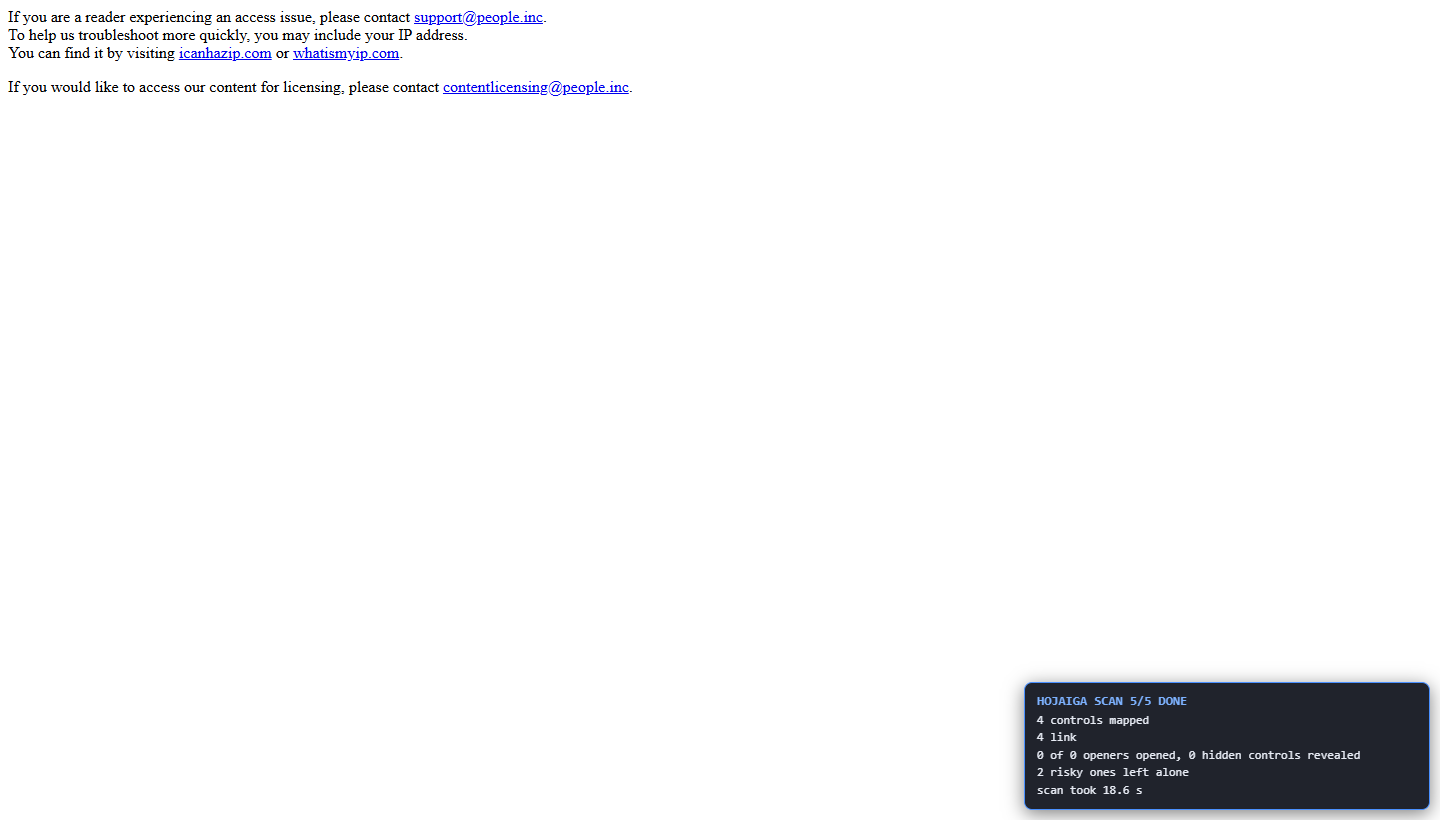 If you are a reader experiencing an access issue, please contact support@people.inc.
To help us troubleshoot more quickly, you may include your IP address.
You can find it by visiting icanhazip.com or whatismyip.com.
If you would like to access our content for licensing, please contact contentlicensing@people.inc.
HOJAIGA SCAN 5/5 DONE
4 controls mapped
4 link
0 of 0 openers opened, 0 hidden controls revealed
2 risky ones left alone
scan took 18.6 s